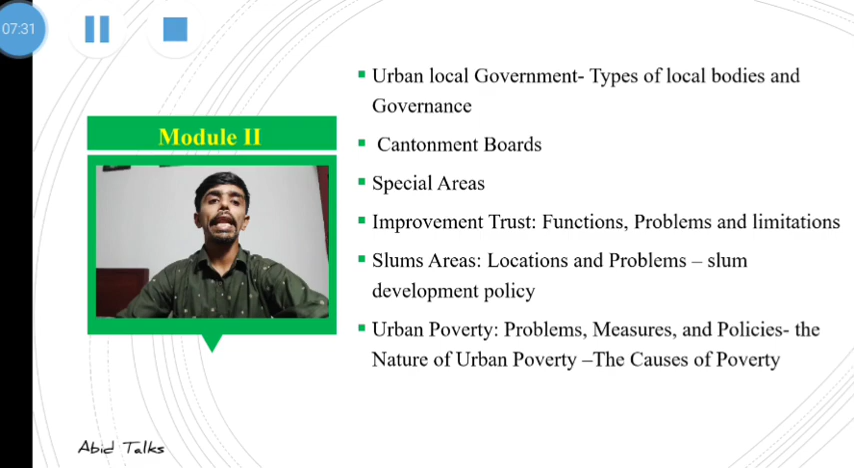 07:31
Module II
Urban local Government- Types of local bodies and
Governance
Cantonment Boards
Special Areas
Improvement Trust: Functions, Problems and limitations
Slums Areas: Locations and Problems – slum
development policy
Urban Poverty: Problems, Measures, and Policies- the
Nature of Urban Poverty –The Causes of Poverty
Abid Talks